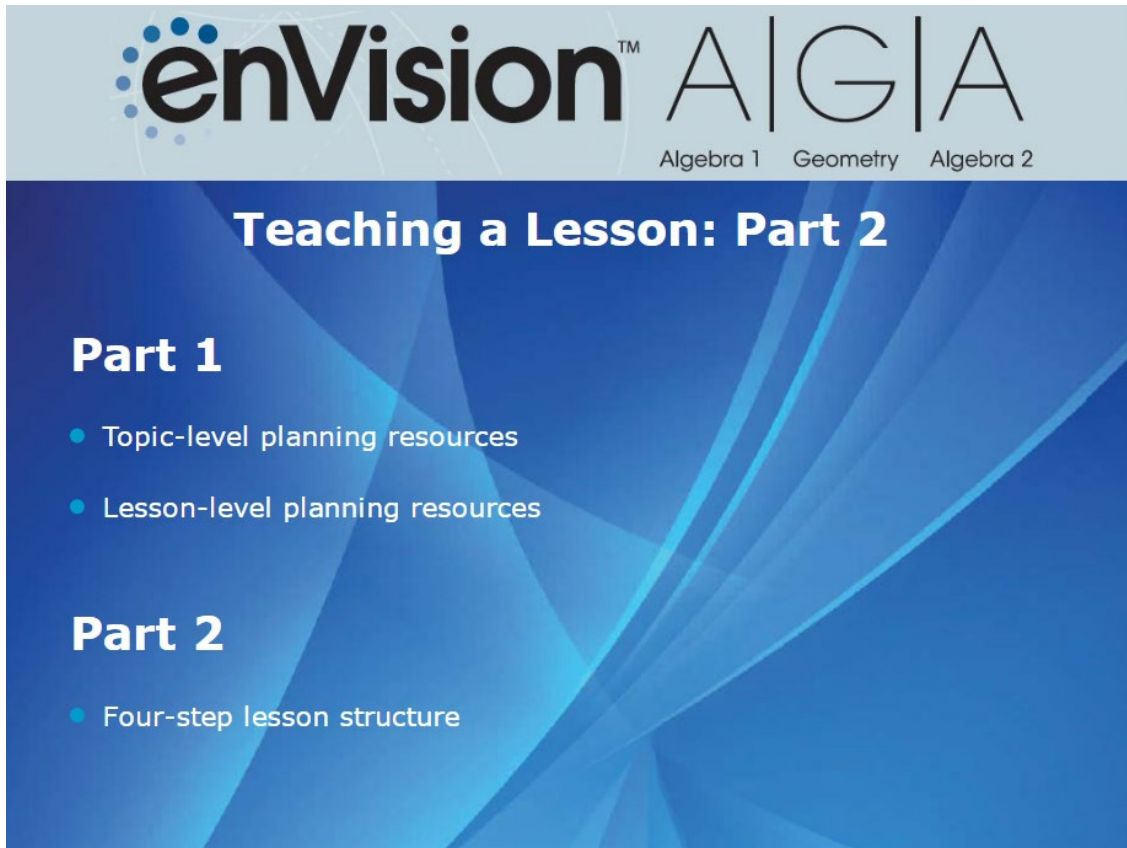 enVision™ A|G|A
Algebra 1 Geometry Algebra 2
Teaching a Lesson: Part 2
Part 1
Topic-level planning resources
Lesson-level planning resources
Part 2
Four-step lesson structure